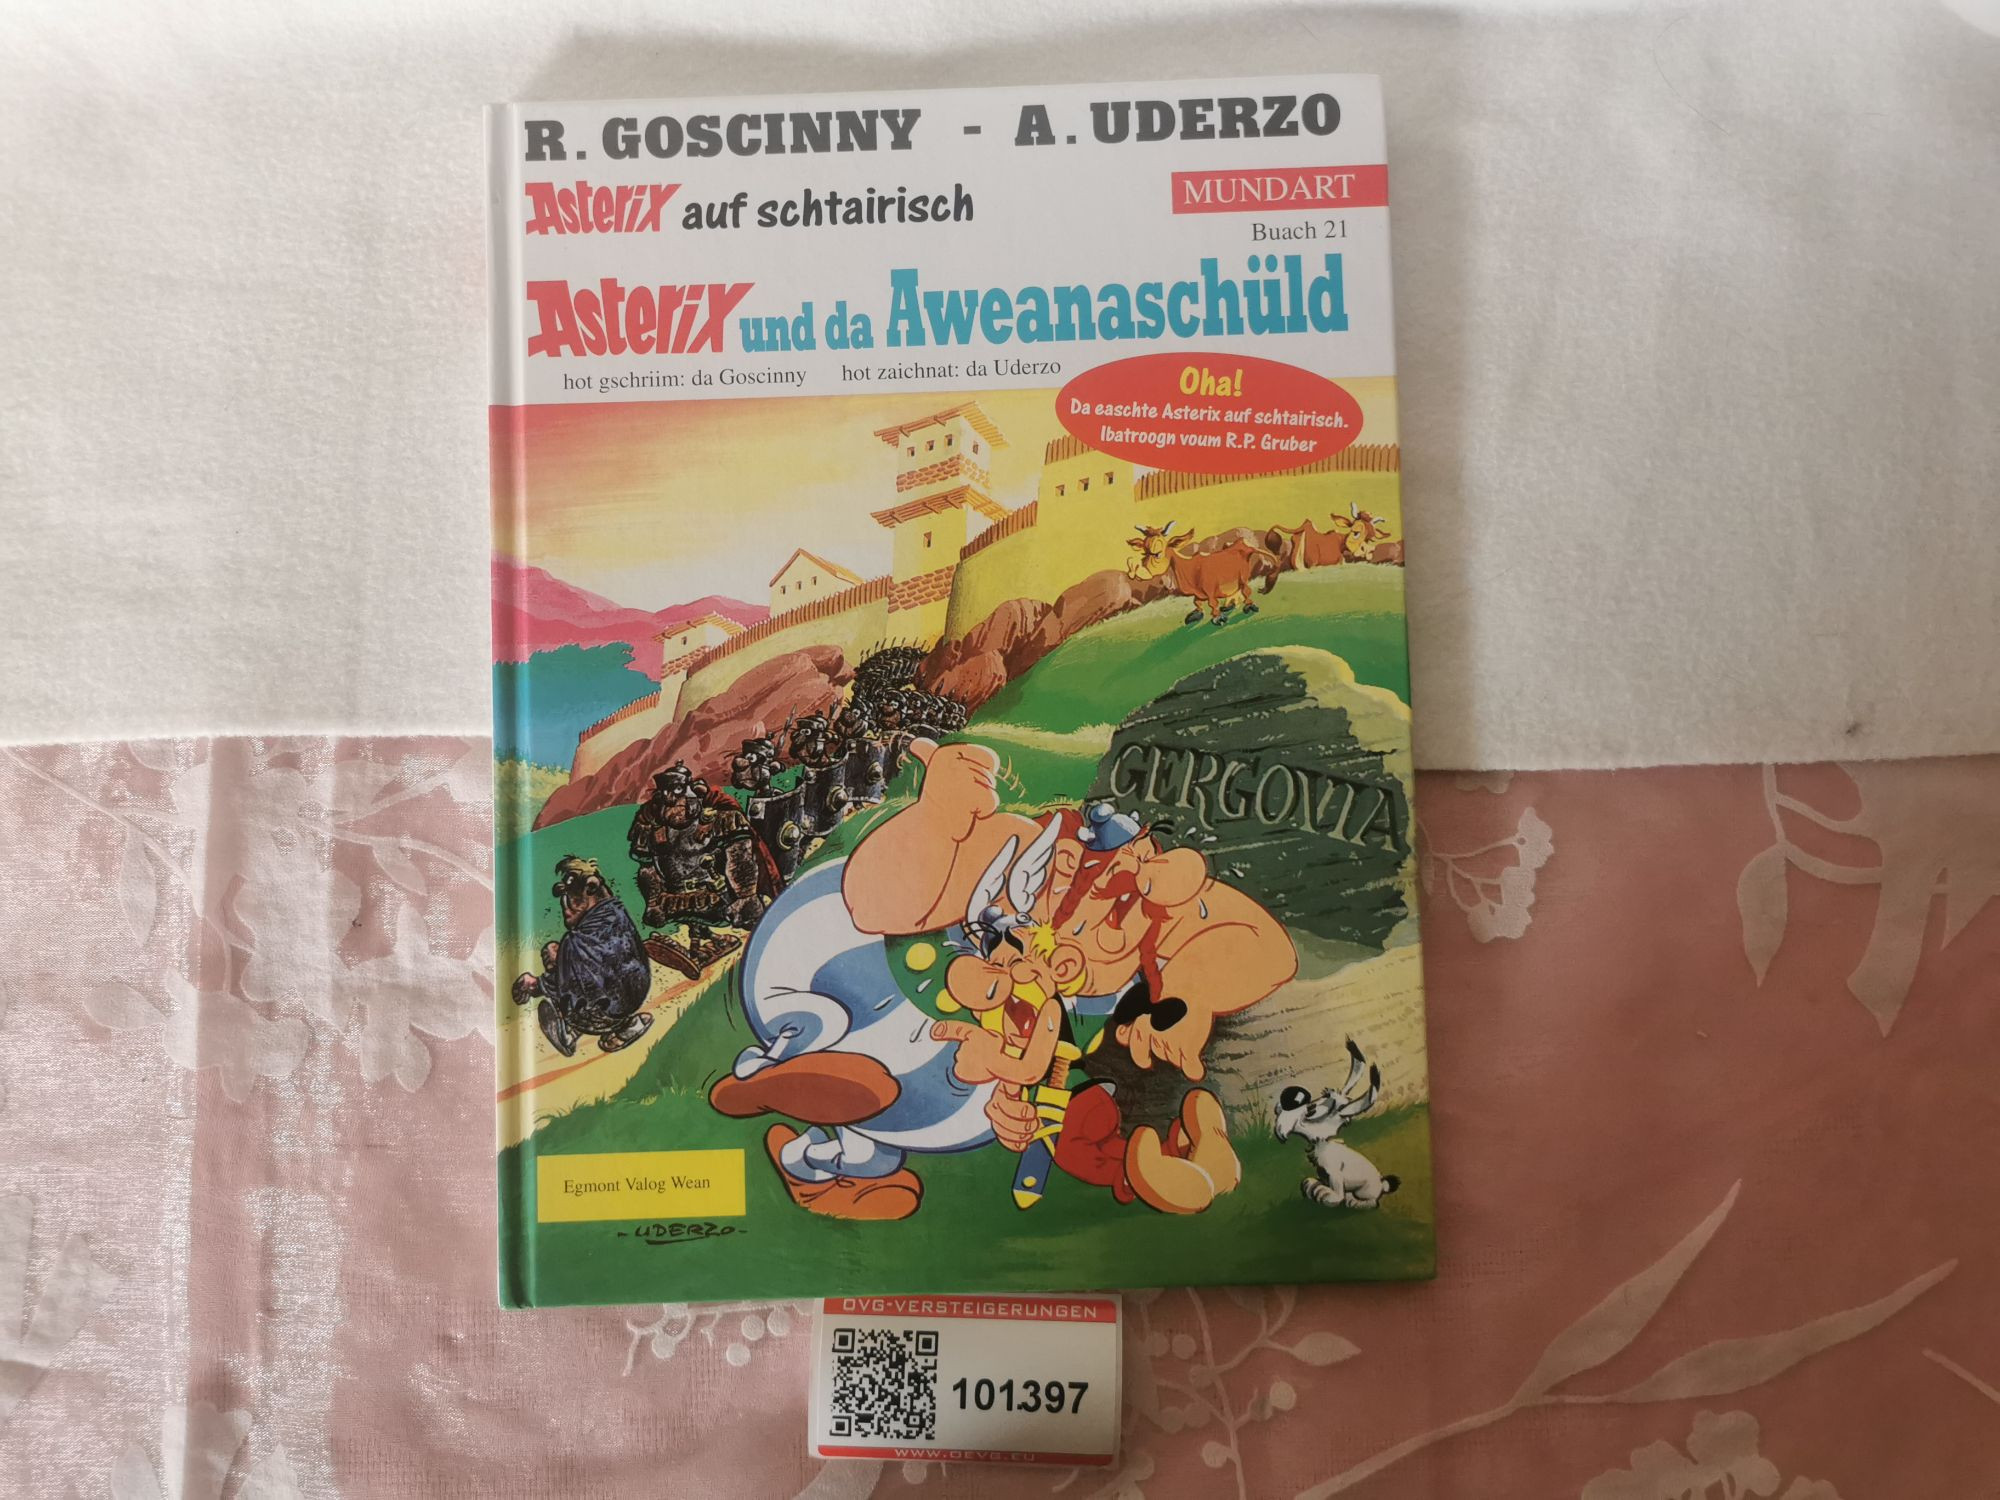 R. GOSCINNY - A. UDERZO
Asterix auf schtairisch
MUNDART
Buach 21
Asterix und da Aweanaschüld
hot gschriim: da Goscinny hot zaichnat: da Uderzo
Oha!
Da easchte Asterix auf schtairisch.
Ibatroogn voum R.P. Gruber
GERGOVIA
Egmont Valog Wean
- UDERZO -
OVG-VERSTEIGERUNGEN
101397
WWW.OEVG.EU